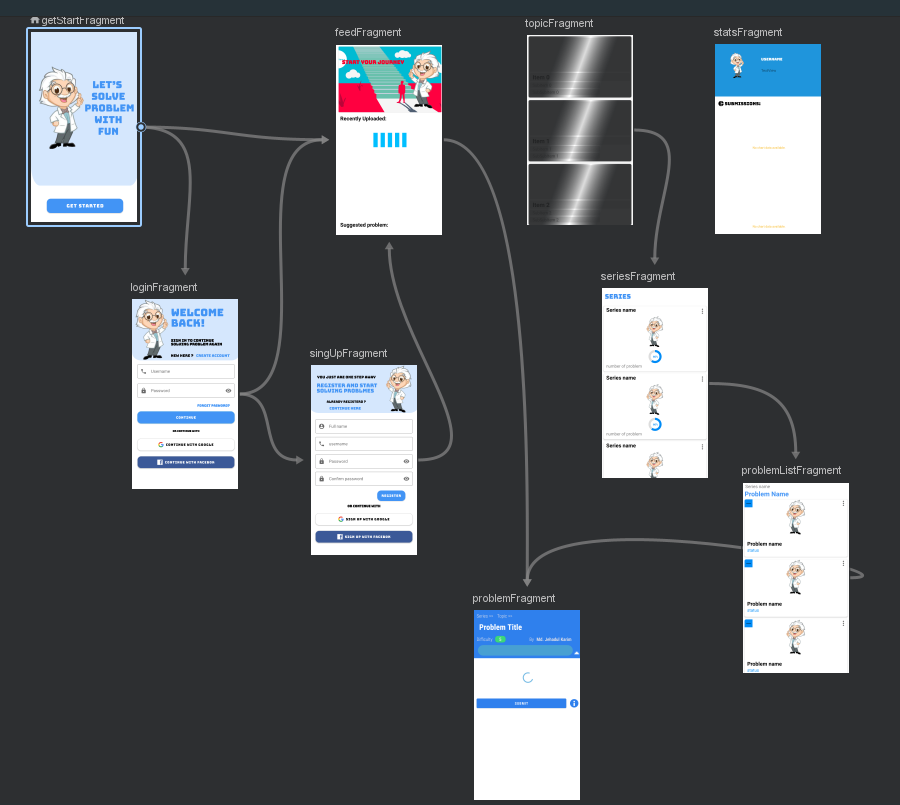 getStartFragment
LET'S
SOLVE
PROBLEM
WITH
FUN
GET STARTED
feedFragment
START YOUR JOURNEY
Recently Uploaded:
Suggested problem:
topicFragment
statsFragment
USERNAME
SUBMISSIONS:
loginFragment
WELCOME
BACK!
SIGN IN TO CONTINUE
SOLVING PROBLEM AGAIN
NEW HERE ? CREATE ACCOUNT
Username
Password
FORGET PASSWORD?
CONTINUE
OR CONTINUE WITH
CONTINUE WITH GOOGLE
CONTINUE WITH FACEBOK
singUpFragment
YOU JUST ARE ONE STEP AWAY
REGISTER AND START
SOLVING PROBLMES
ALREADY REGISTERD ?
CONTINUE HERE
Full name
username
Password
Confirm password
REGISTER
OR CONTINUE WITH
SIGN UP WITH GOOGLE
SIGN UP WITH FACEBOK
seriesFragment
SERIES
Series name
number of problem
Series name
number of problem
Series name
problemListFragment
Series name
Problem Name
Problem name
status
Problem name
status
Problem name
status
problemFragment
Series >> Topic >>
Problem Title
Difficulty
By Md. Jehadul Karim
SUBMIT